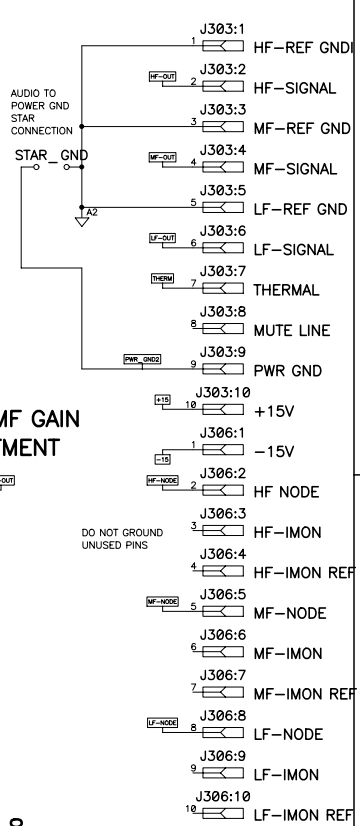 J303:1
1 HF-REF GNDI
J303:2
HF-OUT 2 HF-SIGNAL
AUDIO TO
POWER GND
STAR
CONNECTION
J303:3
3 MF-REF GND
STAR_GND
J303:4
MF-OUT 4 MF-SIGNAL
J303:5
5 LF-REF GND
A2
J303:6
LF-OUT 6 LF-SIGNAL
J303:7
THERM 7 THERMAL
J303:8
8 MUTE LINE
J303:9
PWR_GND2 9 PWR GND
J303:10
+15 10 +15V
MF GAIN
TMENT
J306:1
-15 1 -15V
J306:2
-OUT HF-NODE 2 HF NODE
J306:3
DO NOT GROUND
UNUSED PINS
3 HF-IMON
J306:4
4 HF-IMON REF
J306:5
MF-NODE 5 MF-NODE
J306:6
6 MF-IMON
J306:7
7 MF-IMON REF
J306:8
LF-NODE 8 LF-NODE
J306:9
9 LF-IMON
J306:10
10 LF-IMON REF